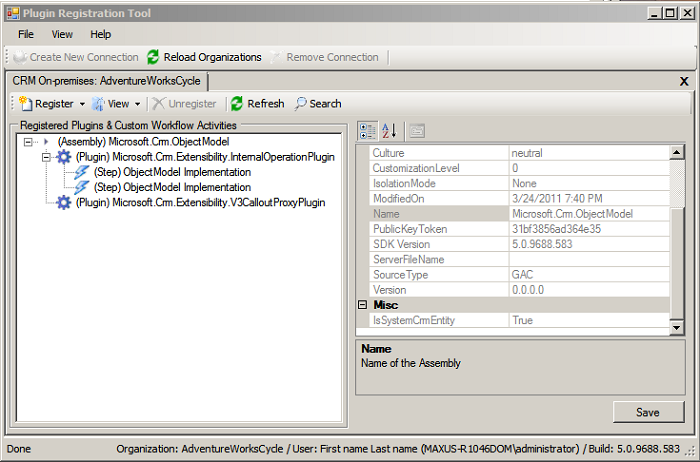 Plugin Registration Tool
File View Help
Create New Connection Reload Organizations Remove Connection
CRM On-premises: AdventureWorksCycle X
Register View Unregister Refresh Search
Registered Plugins & Custom Workflow Activities
(Assembly) Microsoft.Crm.ObjectModel
(Plugin) Microsoft.Crm.Extensibility.InternalOperationPlugin
(Step) ObjectModel Implementation
(Step) ObjectModel Implementation
(Plugin) Microsoft.Crm.Extensibility.V3CalloutProxyPlugin
Culture neutral
CustomizationLevel 0
IsolationMode None
ModifiedOn 3/24/2011 7:40 PM
Name Microsoft.Crm.ObjectModel
PublicKeyToken 31bf3856ad364e35
SDK Version 5.0.9688.583
ServerFileName
SourceType GAC
Version 0.0.0.0
Misc
IsSystemCrmEntity True
Name
Name of the Assembly
Save
Done Organization: AdventureWorksCycle / User: First name Last name (MAXUS-R1046DOM\administrator) / Build: 5.0.9688.583